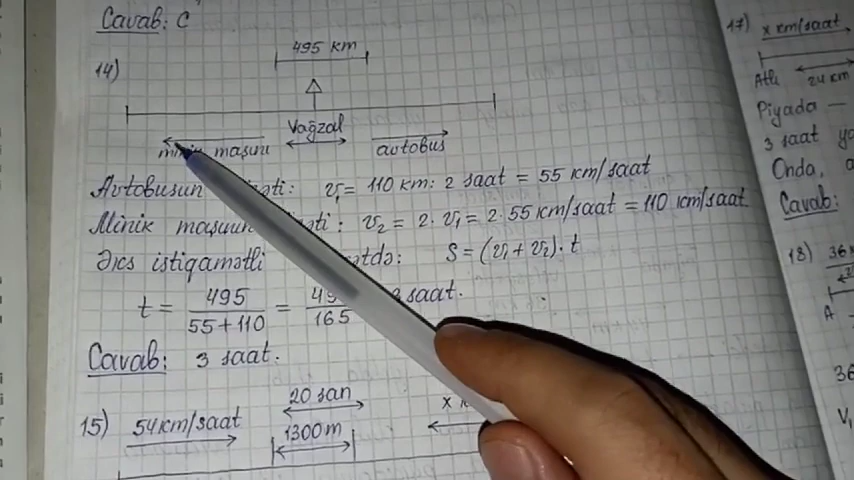 Cavab: C
495 km
14)
Vağzal
minik maşını
avtobus
Avtobusun : v₁ = 110 km : 2 saat = 55 km/saat
Minik maşının : v₂ = 2·v₁ = 2·55 km/saat = 110 km/saat
Əks istiqamətli : S = (v₁ + v₂)·t
t = 495 / 55+110 = / 165 saat.
Cavab: 3 saat.
15) 54 km/saat
20 san
1300 m
x
17) x km/saat
Atlı 24 km
Piyada —
3 saat
Onda,
Cavab:
18) 36
A
36
V₁